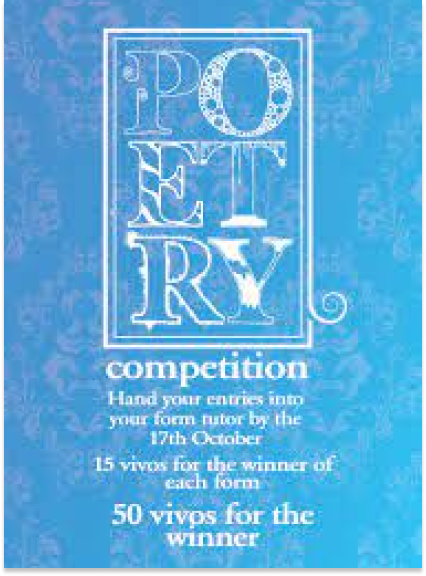 PO
ET
RY
competition
Hand your entries into
your form tutor by the
17th October
15 vivos for the winner of
each form
50 vivos for the
winner